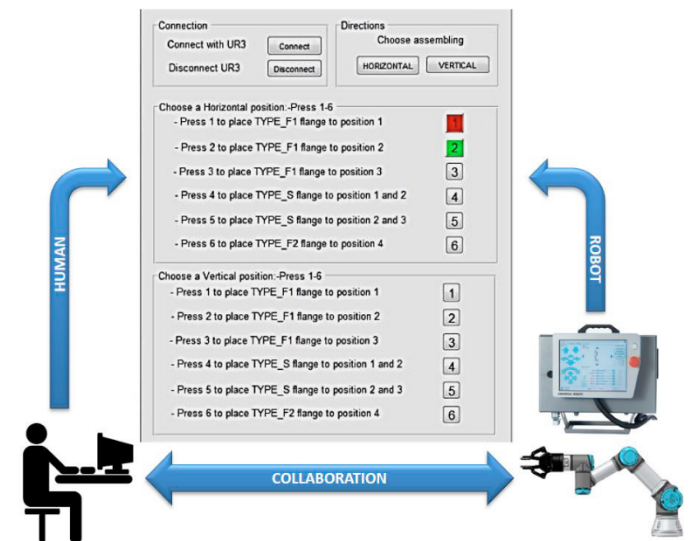 Connection
Connect with UR3
Connect
Disconnect UR3
Disconnect
Directions
Choose assembling
HORIZONTAL
VERTICAL
Choose a Horizontal position:-Press 1-6
- Press 1 to place TYPE_F1 flange to position 1
1
- Press 2 to place TYPE_F1 flange to position 2
2
- Press 3 to place TYPE_F1 flange to position 3
3
- Press 4 to place TYPE_S flange to position 1 and 2
4
- Press 5 to place TYPE_S flange to position 2 and 3
5
- Press 6 to place TYPE_F2 flange to position 4
6
Choose a Vertical position:-Press 1-6
- Press 1 to place TYPE_F1 flange to position 1
1
- Press 2 to place TYPE_F1 flange to position 2
2
- Press 3 to place TYPE_F1 flange to position 3
3
- Press 4 to place TYPE_S flange to position 1 and 2
4
- Press 5 to place TYPE_S flange to position 2 and 3
5
- Press 6 to place TYPE_F2 flange to position 4
6
HUMAN
ROBOT
COLLABORATION